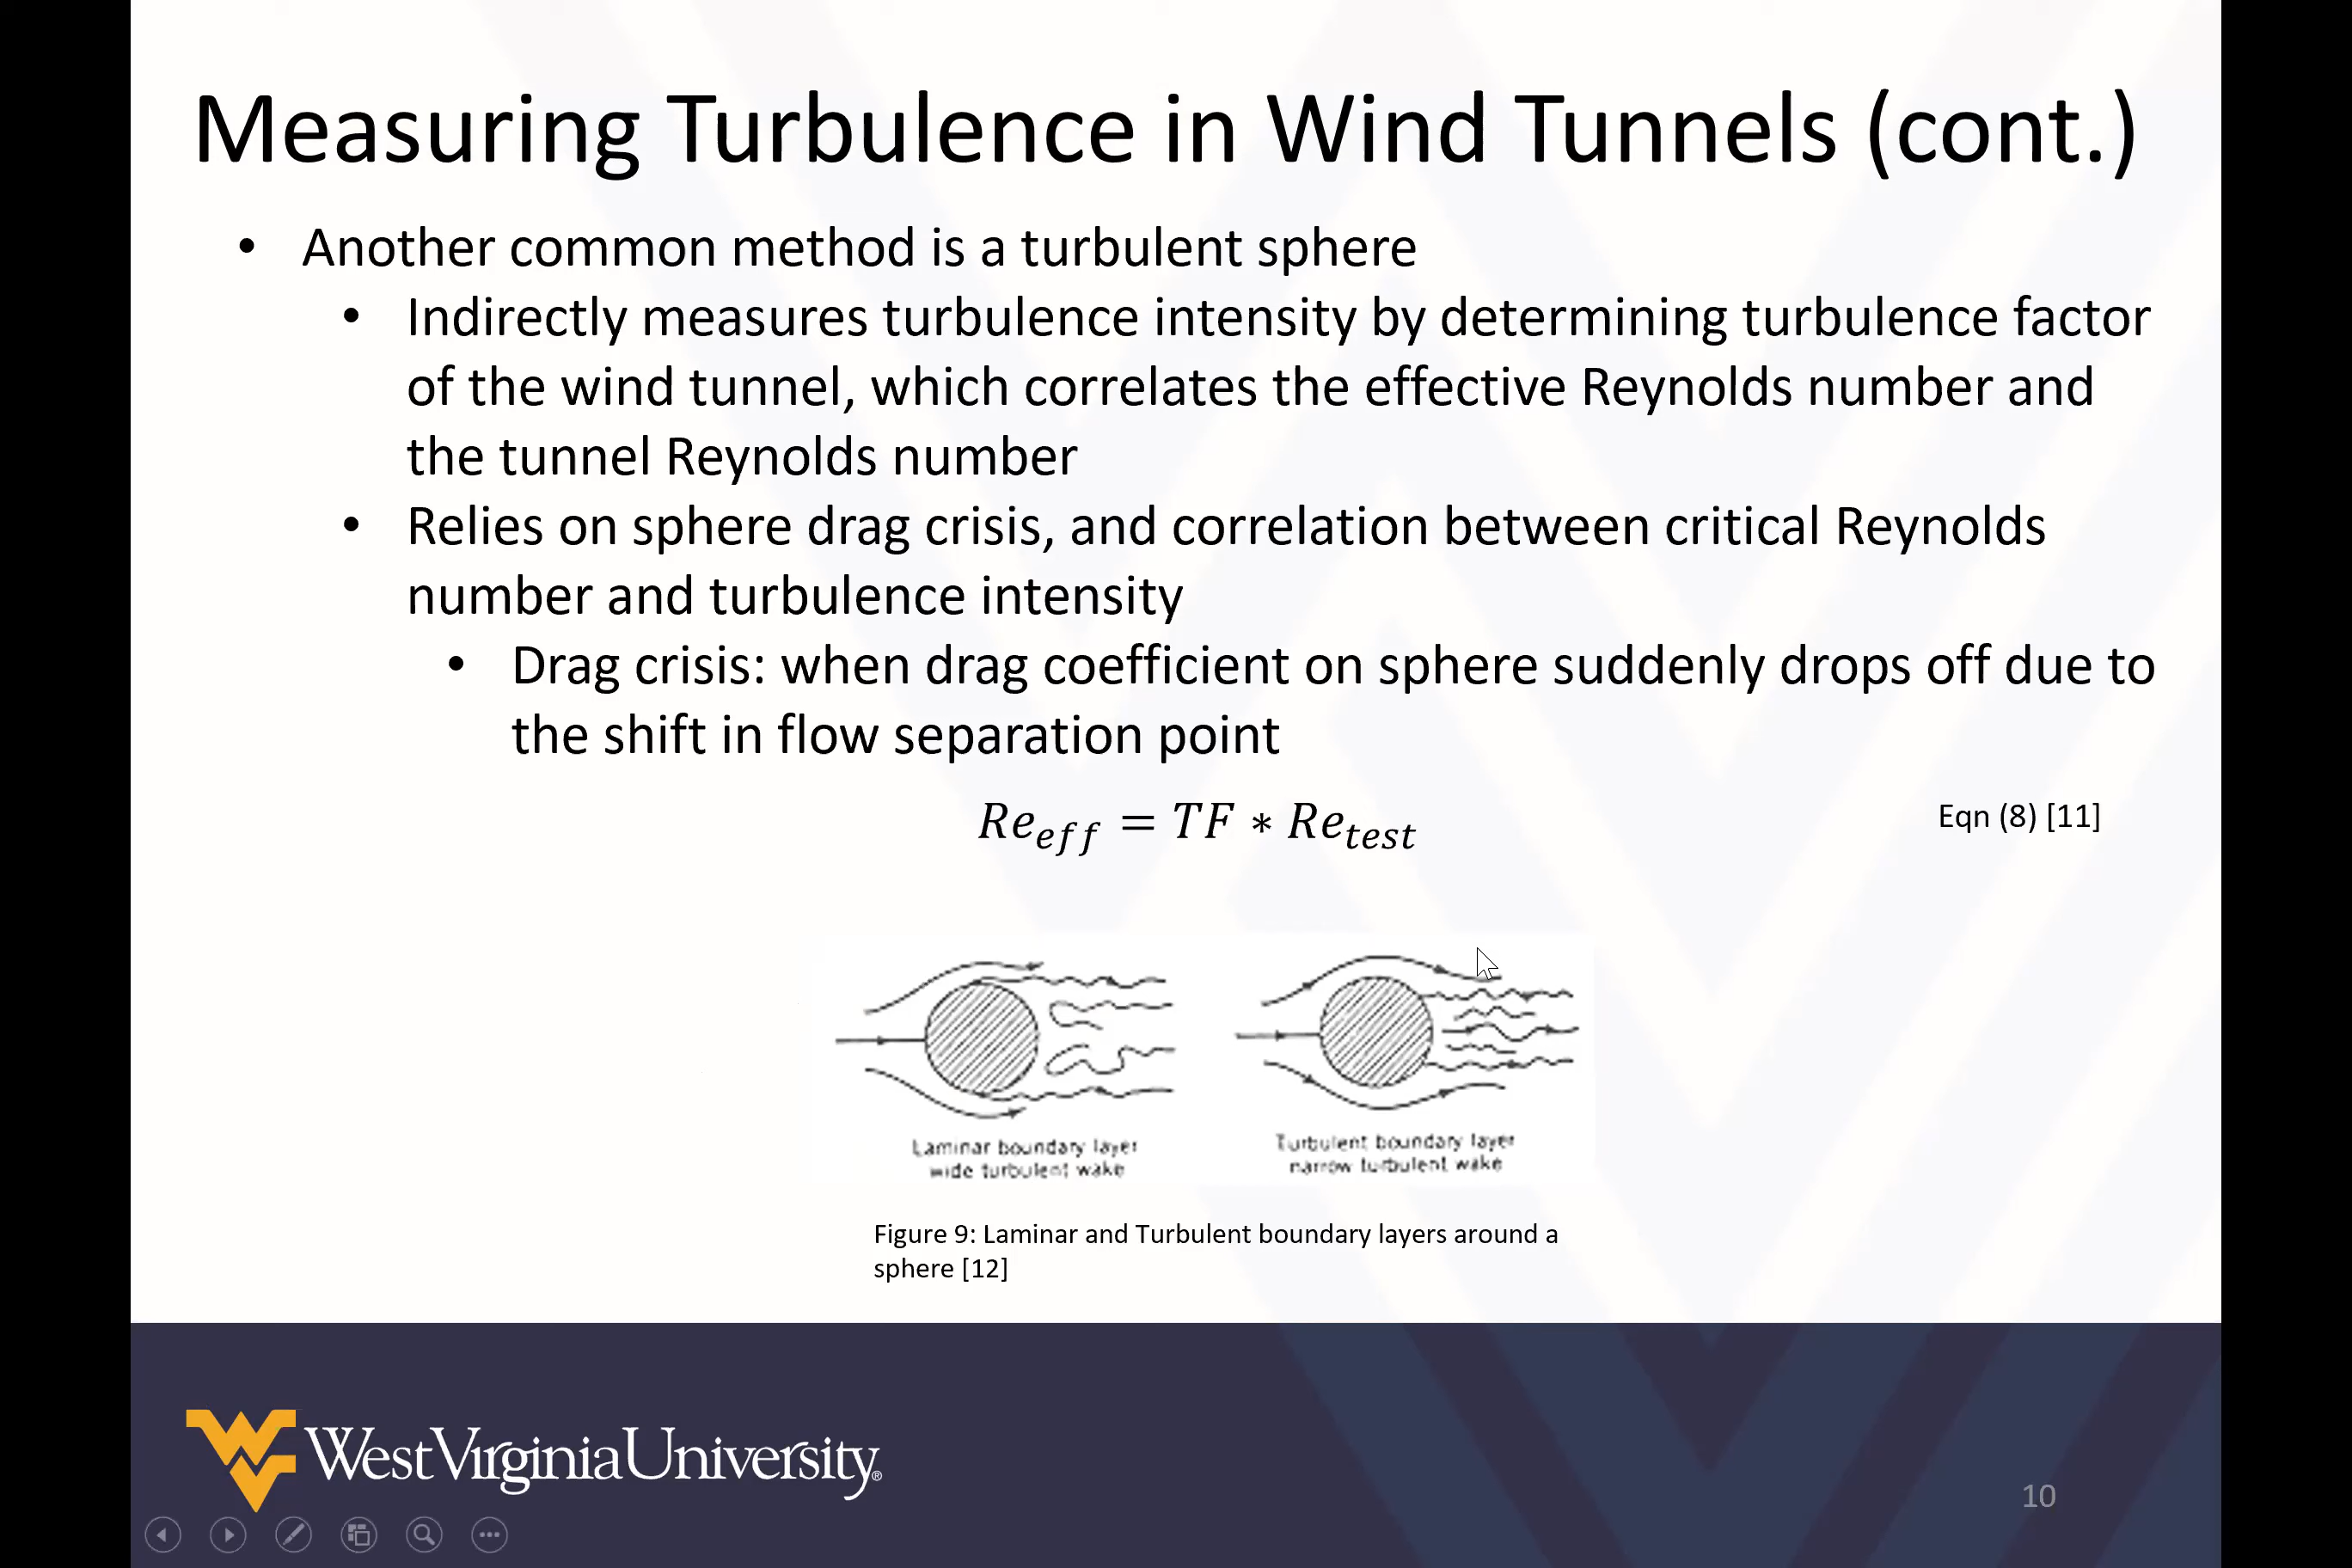 Measuring Turbulence in Wind Tunnels (cont.)
• Another common method is a turbulent sphere
• Indirectly measures turbulence intensity by determining turbulence factor
of the wind tunnel, which correlates the effective Reynolds number and
the tunnel Reynolds number
• Relies on sphere drag crisis, and correlation between critical Reynolds
number and turbulence intensity
• Drag crisis: when drag coefficient on sphere suddenly drops off due to
the shift in flow separation point
Re_eff = TF * Re_test
Eqn (8) [11]
Laminar boundary layer
wide turbulent wake
Turbulent boundary layer
narrow turbulent wake
Figure 9: Laminar and Turbulent boundary layers around a
sphere [12]
WestVirginiaUniversity®
10